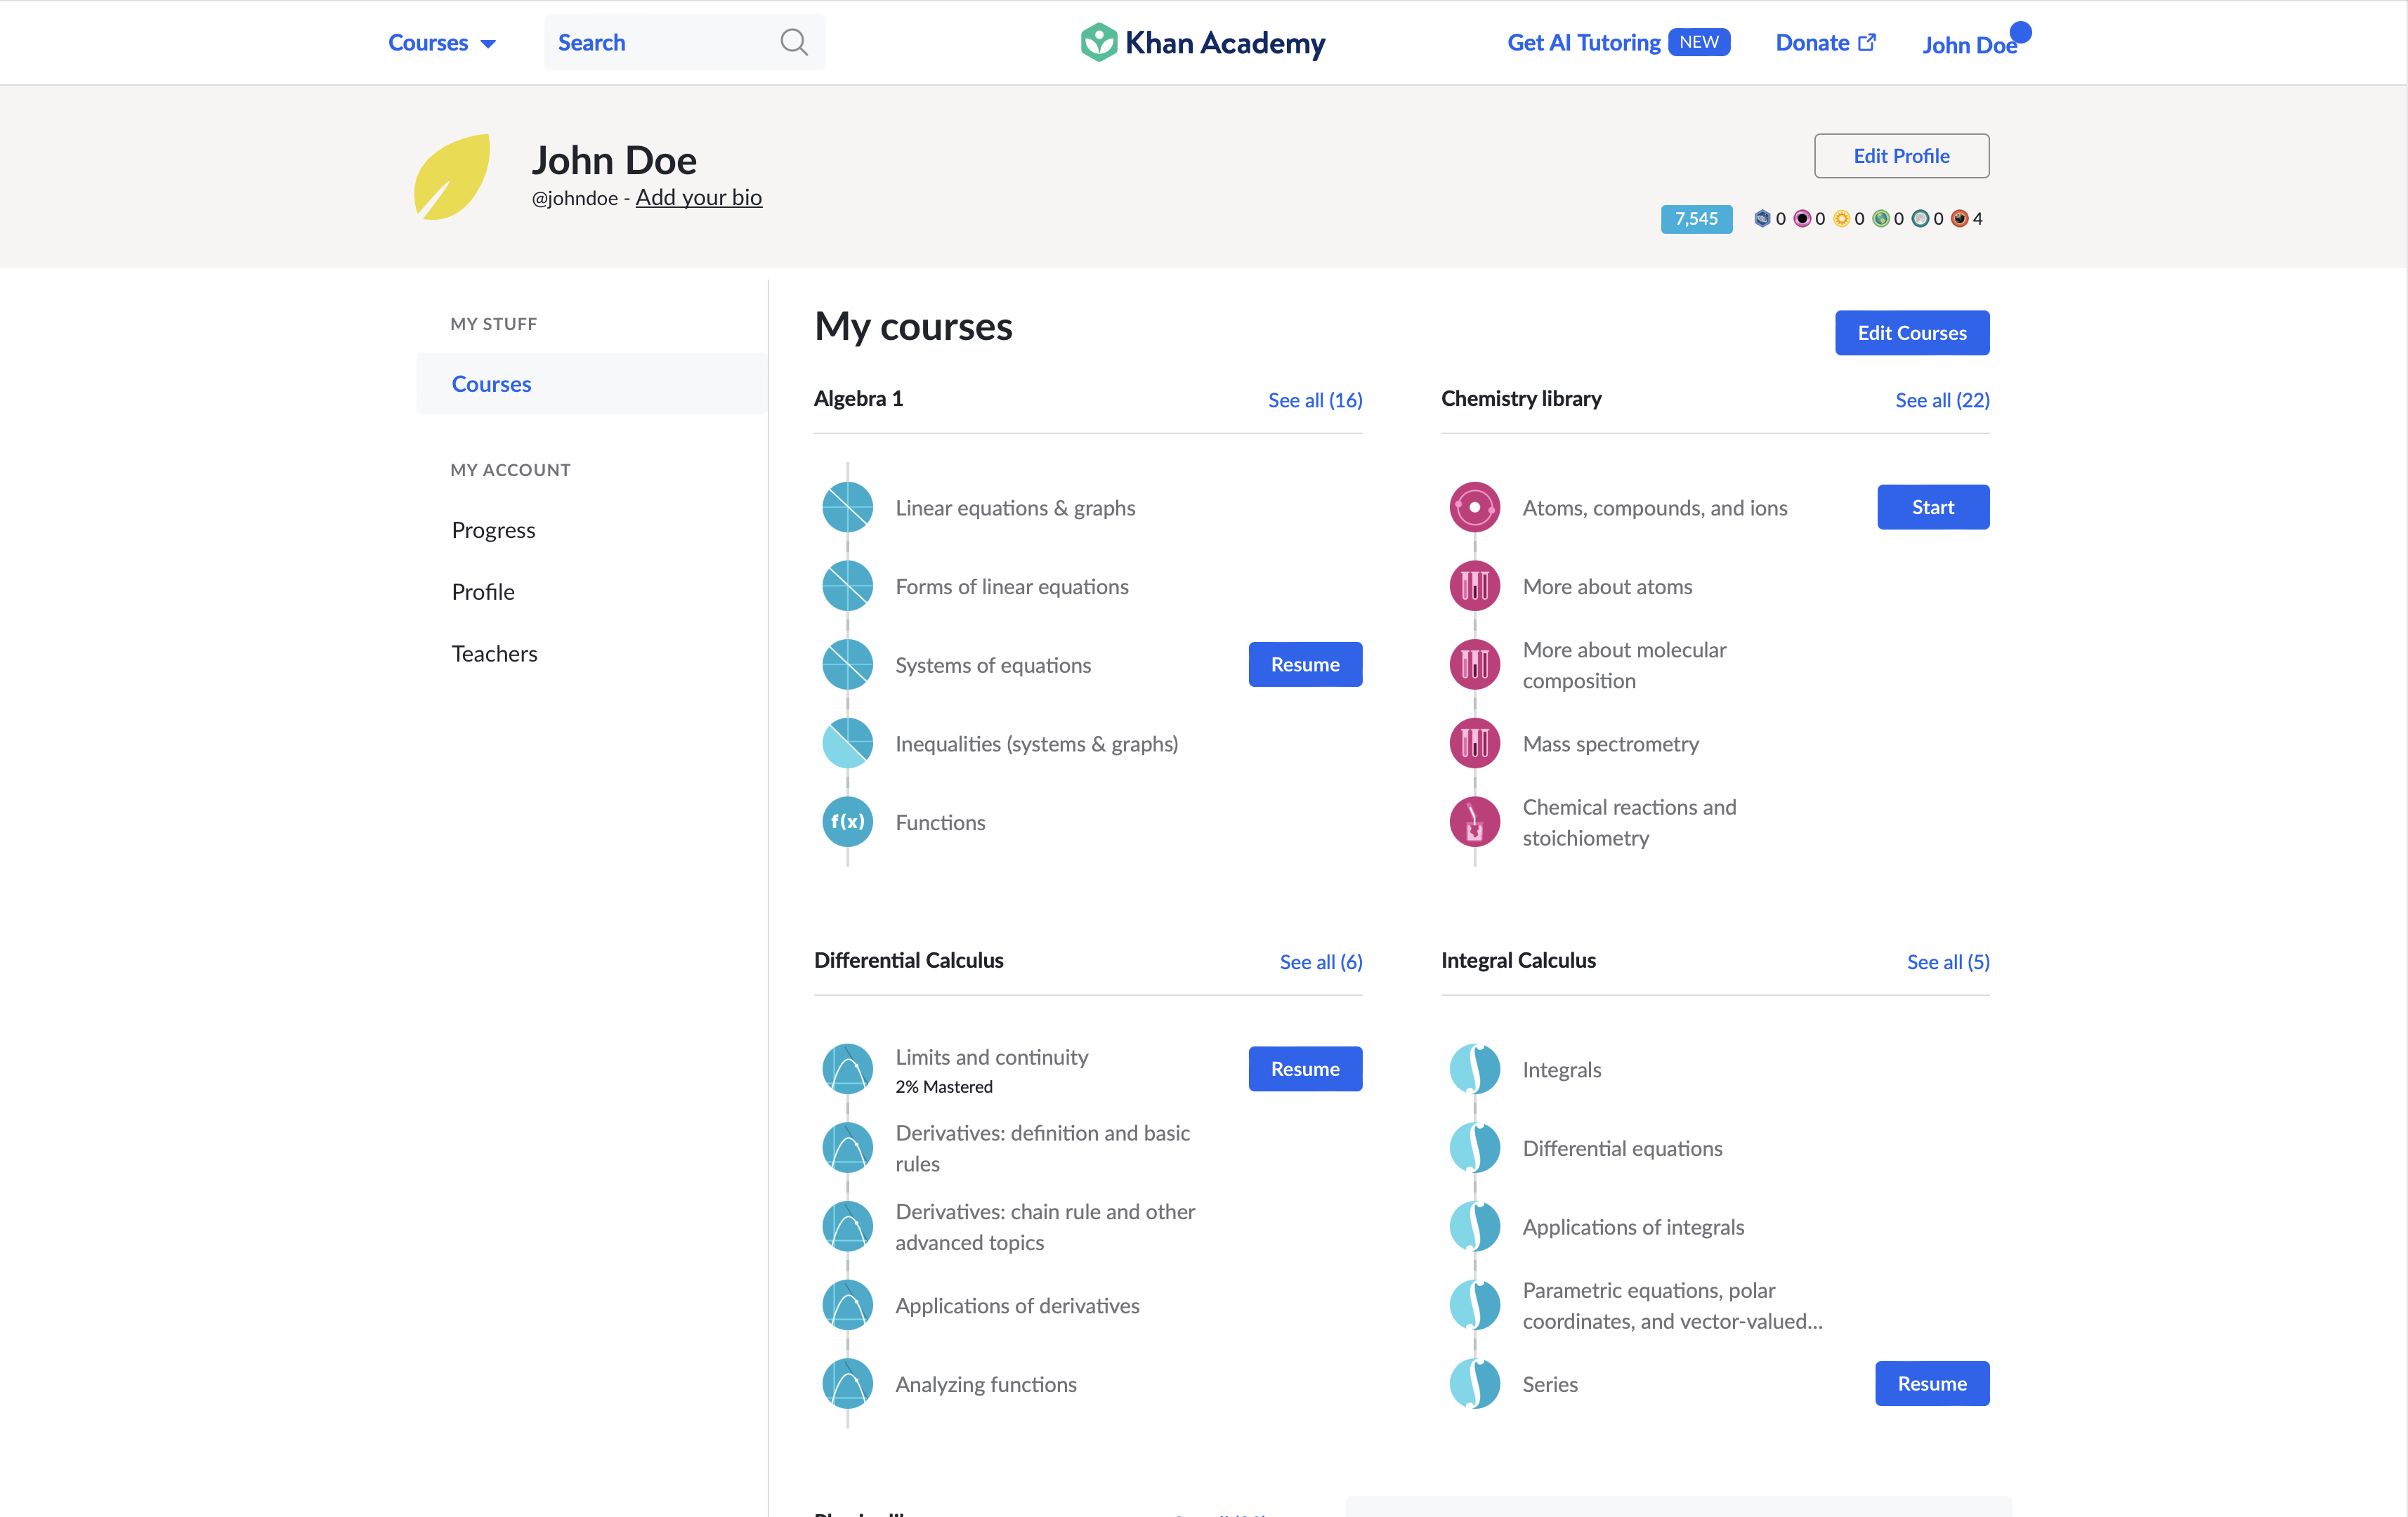 Courses
Search
Khan Academy
Get AI Tutoring NEW
Donate
John Doe
John Doe
@johndoe - Add your bio
Edit Profile
7,545 0 0 0 0 0 4
MY STUFF
Courses
MY ACCOUNT
Progress
Profile
Teachers
My courses
Edit Courses
Algebra 1 See all (16)
Linear equations & graphs
Forms of linear equations
Systems of equations Resume
Inequalities (systems & graphs)
f(x) Functions
Chemistry library See all (22)
Atoms, compounds, and ions Start
More about atoms
More about molecular
composition
Mass spectrometry
Chemical reactions and
stoichiometry
Differential Calculus See all (6)
Limits and continuity Resume
2% Mastered
Derivatives: definition and basic
rules
Derivatives: chain rule and other
advanced topics
Applications of derivatives
Analyzing functions
Integral Calculus See all (5)
Integrals
Differential equations
Applications of integrals
Parametric equations, polar
coordinates, and vector-valued...
Series Resume